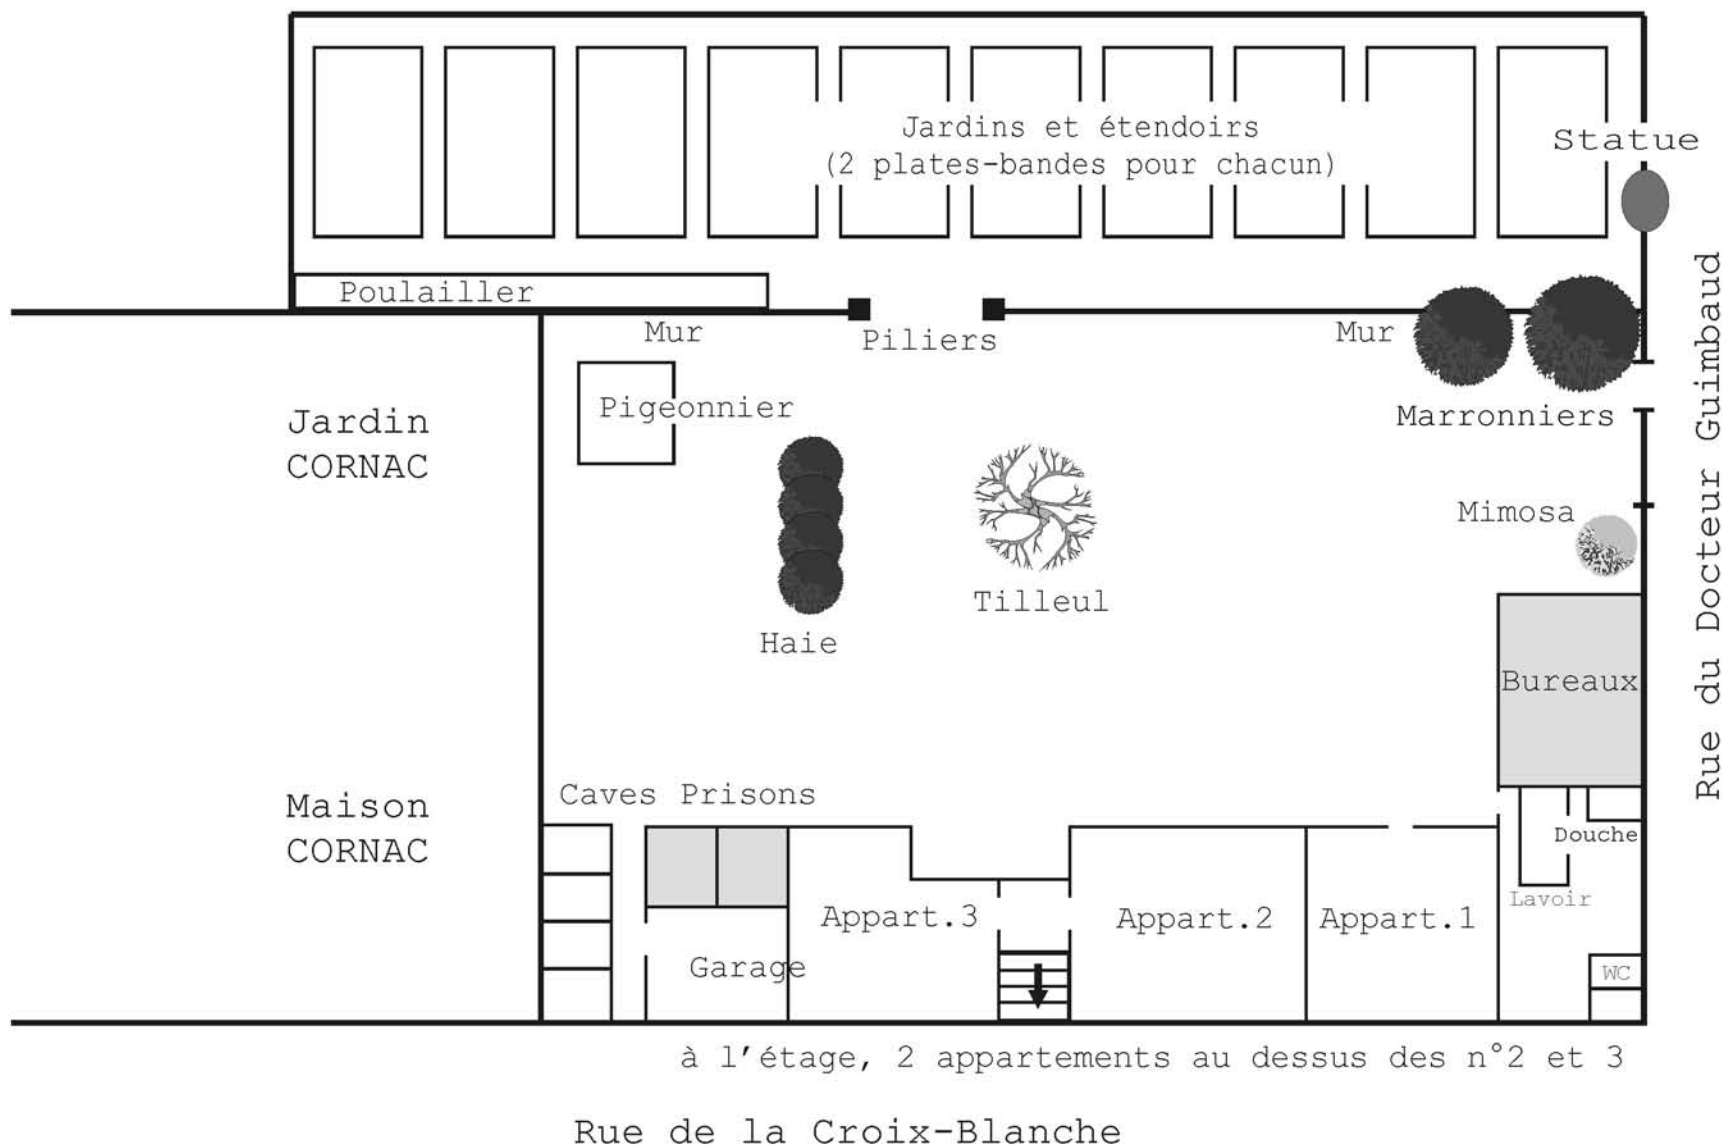 Jardins et étendoirs
(2 plates-bandes pour chacun)
Statue
Poulailler
Mur
Piliers
Mur
Marronniers
Rue du Docteur Guimbaud
Jardin
CORNAC
Pigeonnier
Mimosa
Tilleul
Haie
Bureaux
Maison
CORNAC
Caves Prisons
Douche
Lavoir
Appart.3
Appart.2
Appart.1
Garage
WC
à l'étage, 2 appartements au dessus des n°2 et 3
Rue de la Croix-Blanche